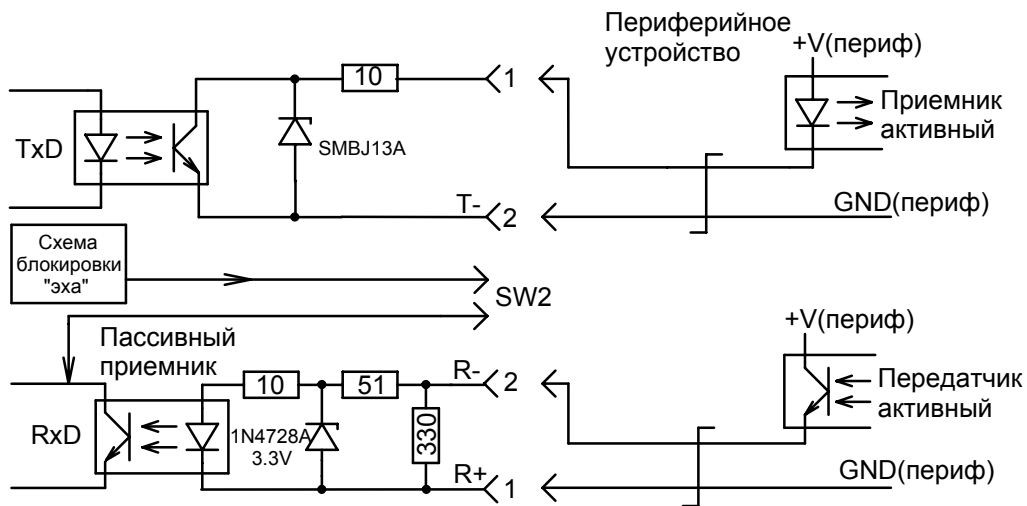 Периферийное
устройство
+V(периф)
10
1
Приемник
активный
TxD
SMBJ13A
T-
2
GND(периф)
Схема
блокировки
"эха"
SW2
+V(периф)
Пассивный
приемник
10
51
R-
2
Передатчик
активный
RxD
1N4728A
3.3V
330
R+
1
GND(периф)